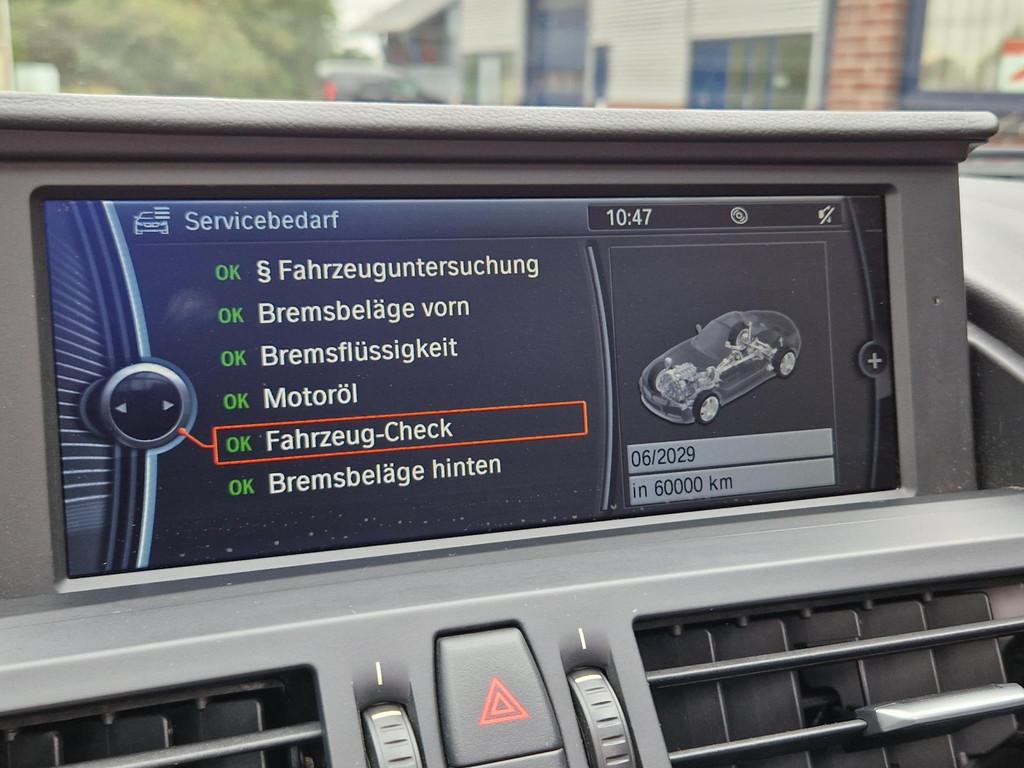 Servicebedarf
10:47
OK § Fahrzeuguntersuchung
OK Bremsbeläge vorn
OK Bremsflüssigkeit
OK Motoröl
OK Fahrzeug-Check
OK Bremsbeläge hinten
06/2029
in 60000 km